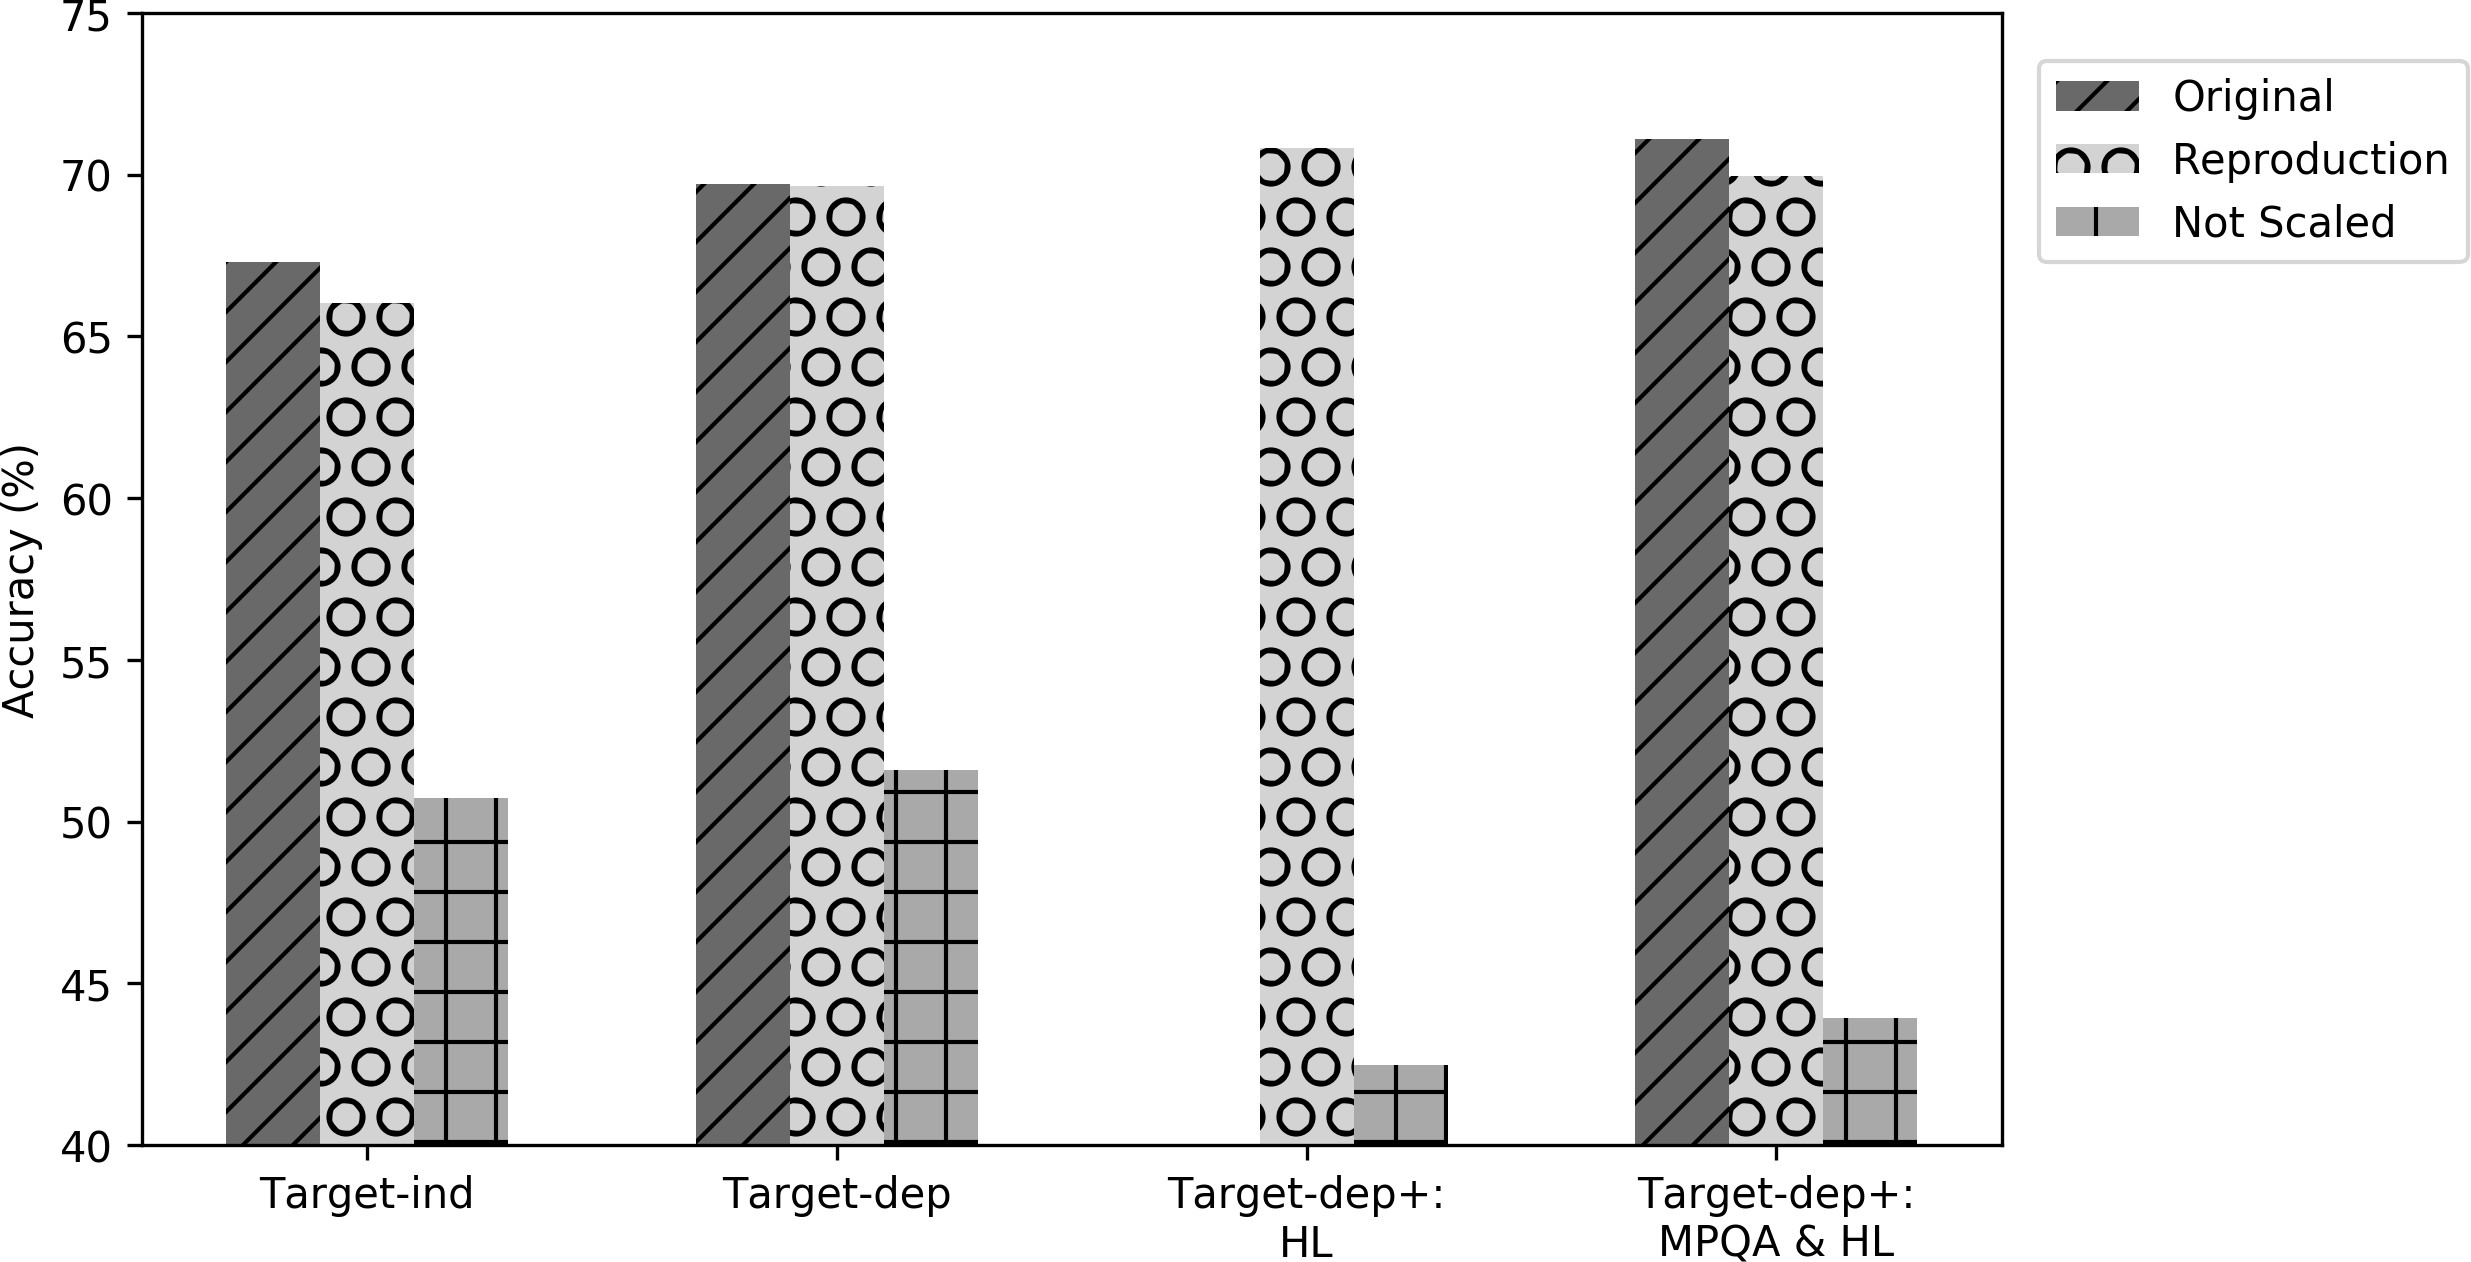 75
70
65
60
55
50
45
40
Accuracy (%)
Target-ind
Target-dep
Target-dep+:
HL
Target-dep+:
MPQA & HL
Original
Reproduction
Not Scaled